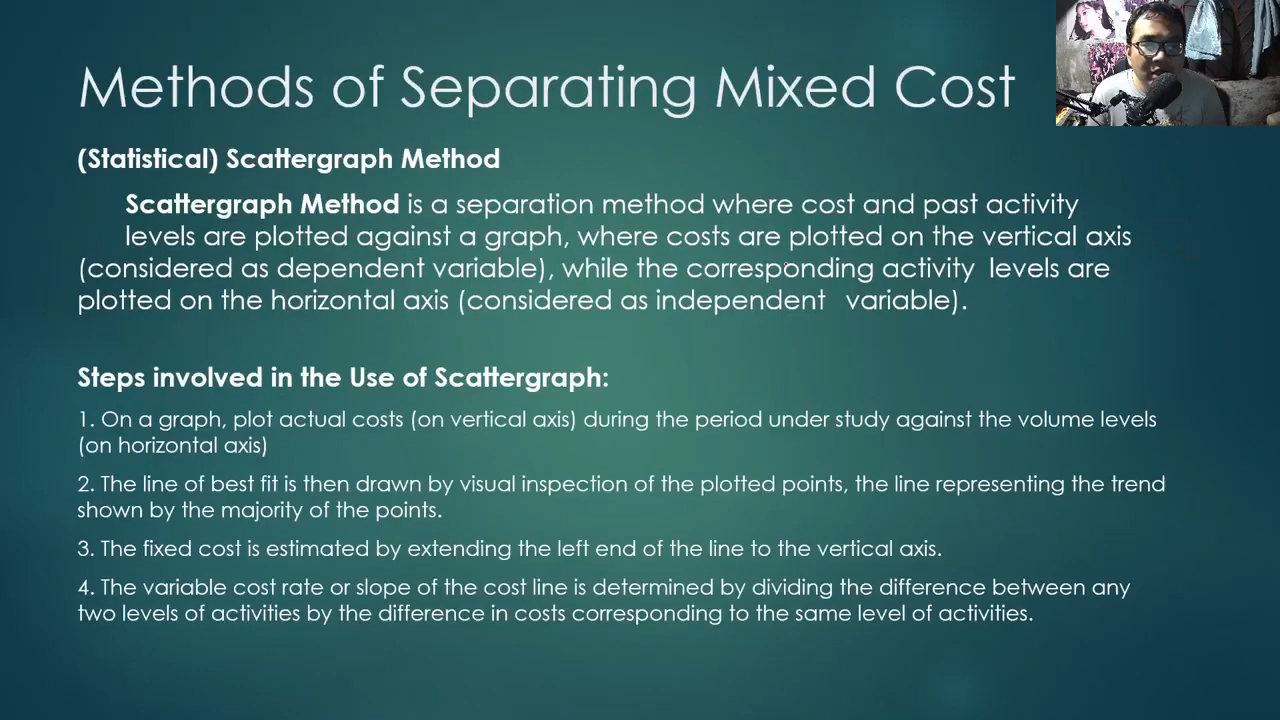 Methods of Separating Mixed Cost
(Statistical) Scattergraph Method
Scattergraph Method is a separation method where cost and past activity
levels are plotted against a graph, where costs are plotted on the vertical axis
(considered as dependent variable), while the corresponding activity levels are
plotted on the horizontal axis (considered as independent variable).
Steps involved in the Use of Scattergraph:
1. On a graph, plot actual costs (on vertical axis) during the period under study against the volume levels
(on horizontal axis)
2. The line of best fit is then drawn by visual inspection of the plotted points, the line representing the trend
shown by the majority of the points.
3. The fixed cost is estimated by extending the left end of the line to the vertical axis.
4. The variable cost rate or slope of the cost line is determined by dividing the difference between any
two levels of activities by the difference in costs corresponding to the same level of activities.